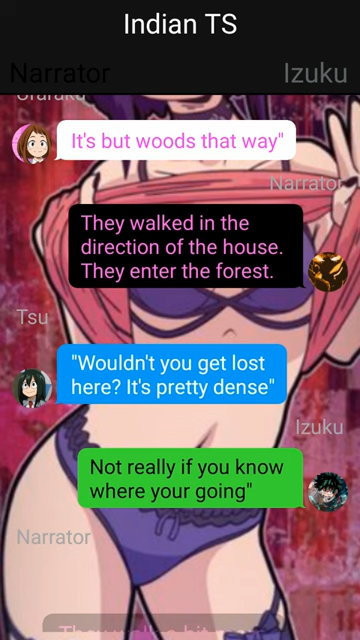 Indian TS
Narrator
Izuku
Uraraka
It's but woods that way"
Narrator
They walked in the
direction of the house.
They enter the forest.
Tsu
"Wouldn't you get lost
here? It's pretty dense"
Izuku
Not really if you know
where your going"
Narrator